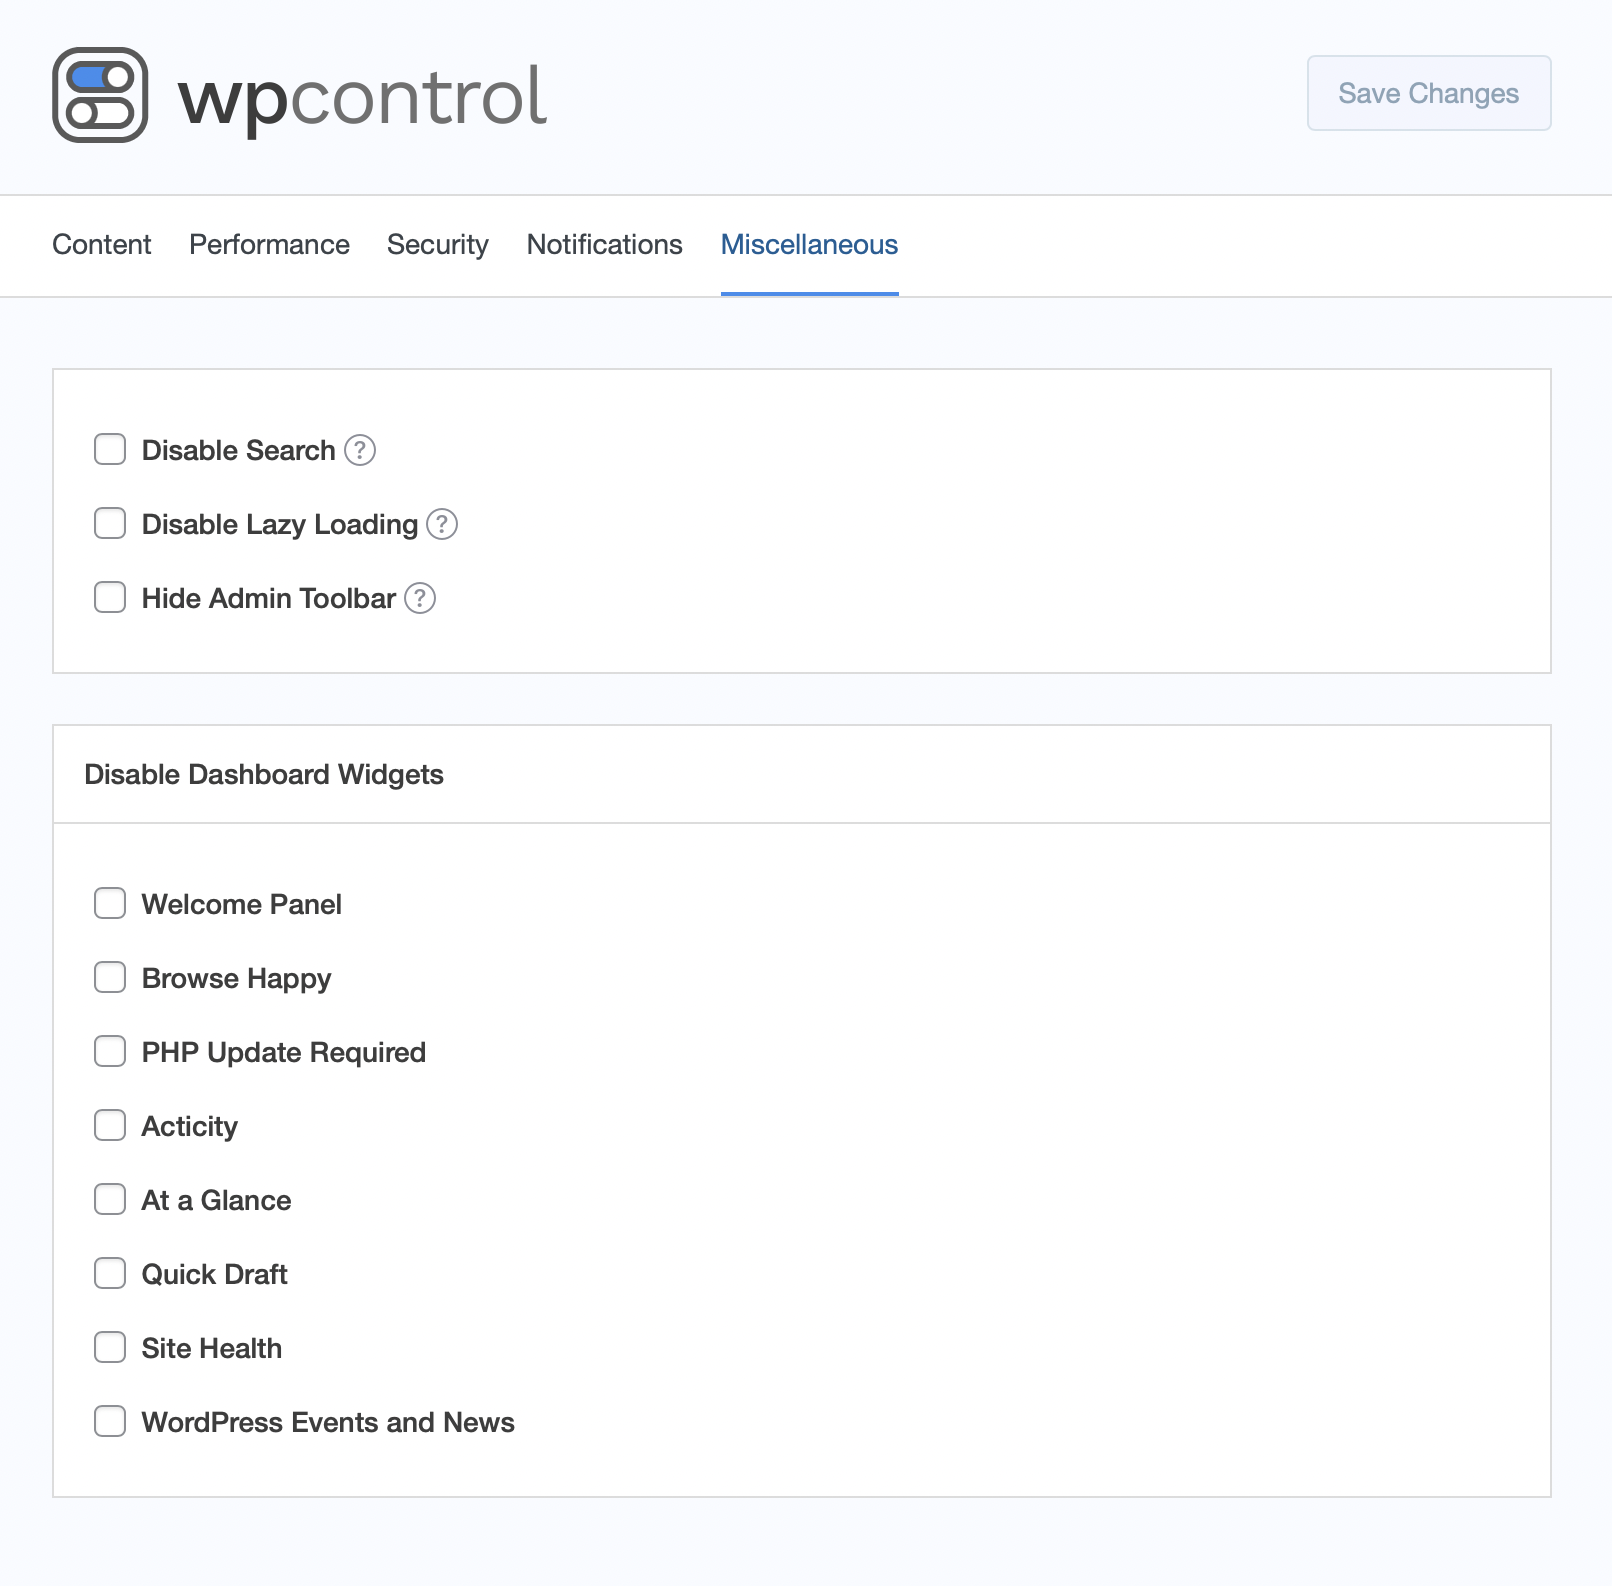 wpcontrol
Save Changes
Content Performance Security Notifications Miscellaneous
Disable Search ?
Disable Lazy Loading ?
Hide Admin Toolbar ?
Disable Dashboard Widgets
Welcome Panel
Browse Happy
PHP Update Required
Acticity
At a Glance
Quick Draft
Site Health
WordPress Events and News